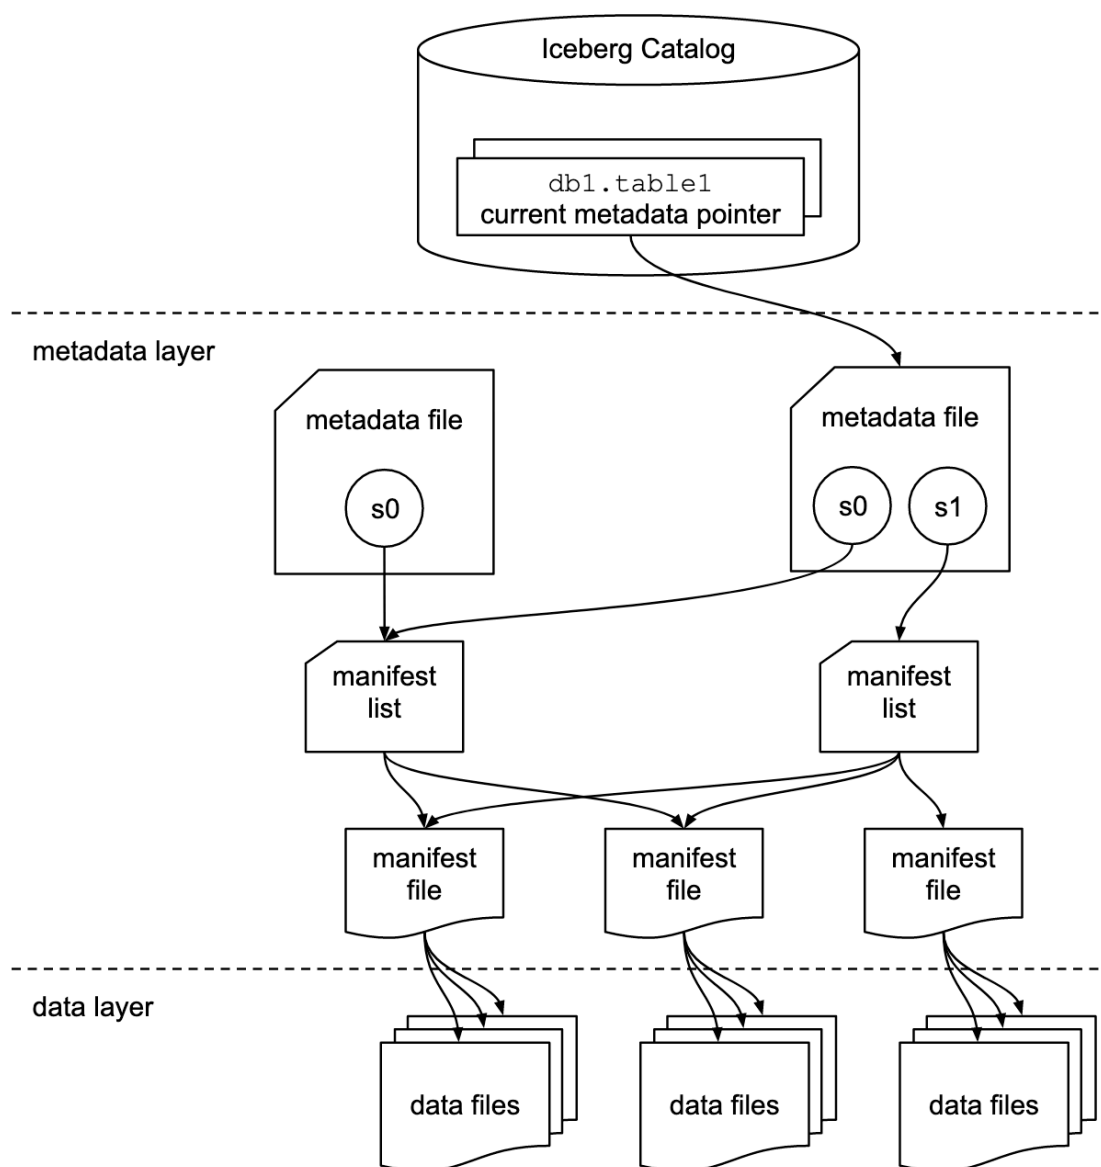 Iceberg Catalog
db1.table1
current metadata pointer
metadata layer
metadata file
s0
metadata file
s0
s1
manifest
list
manifest
list
manifest
file
manifest
file
manifest
file
data layer
data files
data files
data files